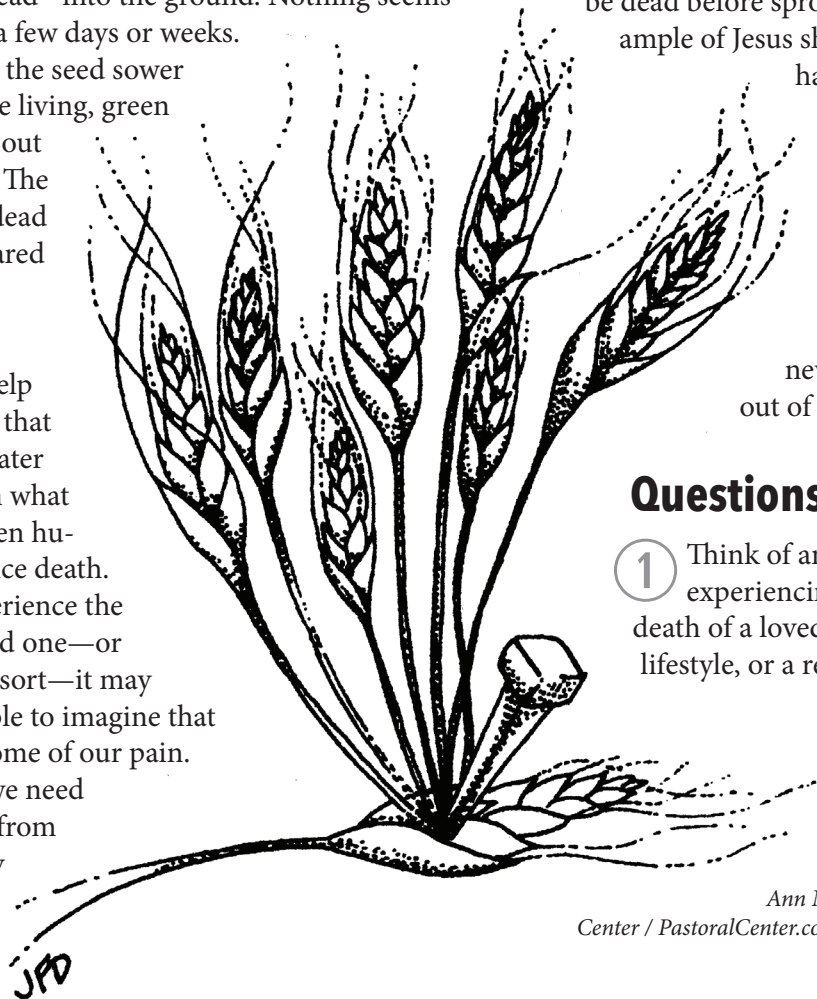 into the ground. Nothing seems
a few days or weeks.
the seed sower
e living, green
out
The
dead
ared
elp
that
ater
n what
en hu-
ce death.
erience the
d one—or
sort—it may
le to imagine that
ome of our pain.
we need
from
y
be dead before spro
ample of Jesus sh
ha
nev
out of
Questions
1 Think of an
experiencin
death of a loved
lifestyle, or a re
Ann
Center / PastoralCenter.co
JFD